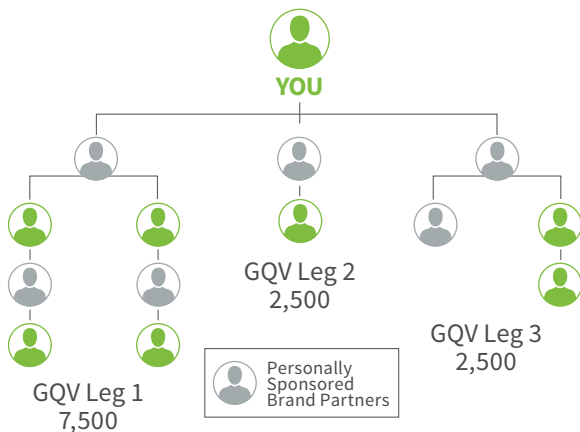 YOU
GQV Leg 1
7,500
GQV Leg 2
2,500
GQV Leg 3
2,500
Personally
Sponsored
Brand Partners